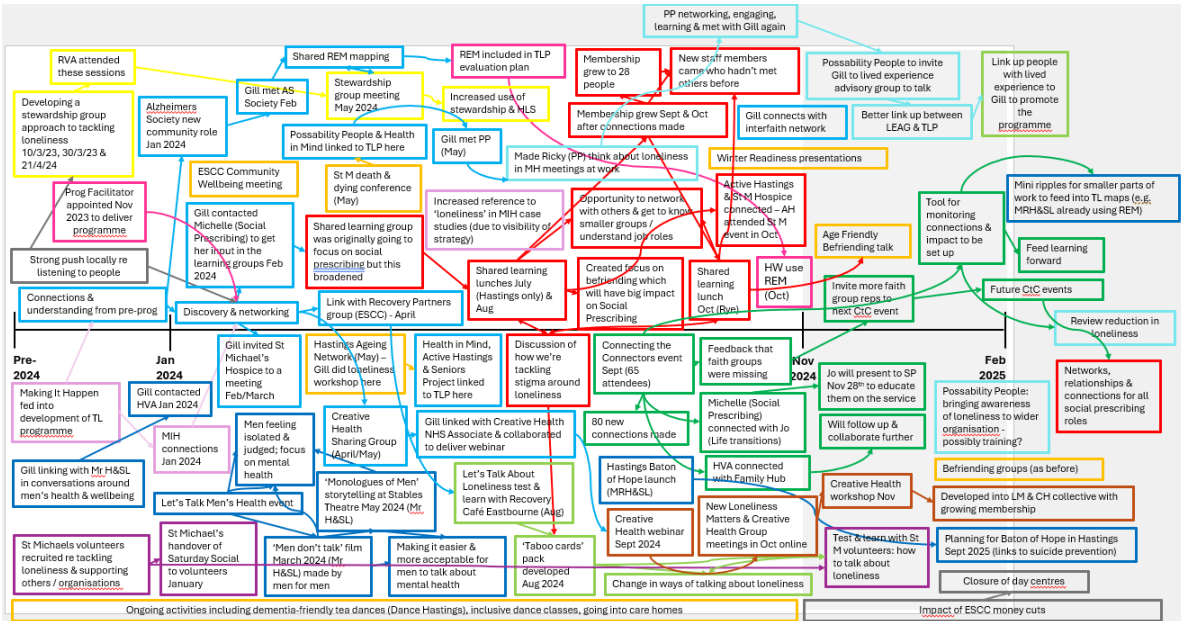 PP networking, engaging,
learning & met with Gill again
RVA attended
these sessions
Shared REM mapping
REM included in TLP
evaluation plan
Membership
grew to 28
people
New staff members
came who hadn't met
others before
Possability People to invite
Gill to lived experience
advisory group to talk
Link up people
with lived
experience to
Gill to promote
the
programme
Developing a
stewardship group
approach to tackling
loneliness
10/3/23, 30/3/23 &
21/4/24
Alzheimers
Society new
community role
Jan 2024
Gill met AS
Society Feb
Stewardship
group meeting
May 2024
Increased use of
stewardship & HLS
Membership grew Sept & Oct
after connections made
Gill connects with
interfaith network
Better link up between
LEAG & TLP
Possability People & Health
in Mind linked to TLP here
Gill met PP
(May)
Made Ricky (PP) think about loneliness
in MH meetings at work
Winter Readiness presentations
ESCC Community
Wellbeing meeting
St M death &
dying conference
(May)
Prog Facilitator
appointed Nov
2023 to deliver
programme
Increased reference to
'loneliness' in MIH case
studies (due to visibility of
strategy)
Opportunity to network
with others & get to know
smaller groups /
understand job roles
Active Hastings
& St M Hospice
connected – AH
attended St M
event in Oct
Tool for
monitoring
connections &
impact to be
set up
Mini ripples for smaller parts of
work to feed into TL maps (e.g.
MRH&SL already using REM)
Gill contacted
Michelle (Social
Prescribing) to get
her input in the
learning groups Feb
2024
Shared learning group
was originally going to
focus on social
prescribing but this
broadened
Age Friendly
Befriending talk
Feed learning
forward
Strong push locally re
listening to people
Shared learning
lunches July
(Hastings only) &
Aug
Created focus on
befriending which
will have big impact
on Social
Prescribing
Shared
learning
lunch
Oct (Rye)
HW use
REM
(Oct)
Invite more faith
group reps to
next CtC event
Future CtC events
Connections &
understanding from pre-prog
Discovery & networking
Link with Recovery Partners
group (ESCC) - April
Review reduction in
loneliness
Pre-
2024
Jan
2024
Nov
2024
Feb
2025
Gill invited St
Michael's
Hospice to a
meeting
Feb/March
Hastings Ageing
Network (May) –
Gill did loneliness
workshop here
Health in Mind,
Active Hastings
& Seniors
Project linked
to TLP here
Discussion of
how we're
tackling
stigma around
loneliness
Connecting the
Connectors event
Sept (65
attendees)
Feedback that
faith groups
were missing
Jo will present to SP
Nov 28th to educate
them on the service
Networks,
relationships &
connections for all
social prescribing
roles
Making It Happen
fed into
development of TL
programme
Gill contacted
HVA Jan 2024
Possability People:
bringing awareness
of loneliness to wider
organisation -
possibly training?
MIH
connections
Jan 2024
Men feeling
isolated &
judged; focus
on mental
health
Creative
Health
Sharing Group
(April/May)
Gill linked with Creative Health
NHS Associate & collaborated
to deliver webinar
80 new
connections made
Michelle (Social
Prescribing)
connected with Jo
(Life transitions)
Will follow up &
collaborate further
Gill linking with Mr H&SL
in conversations around
men's health & wellbeing
Let's Talk Men's Health event
'Monologues of Men'
storytelling at Stables
Theatre May 2024 (Mr
H&SL)
Let's Talk About
Loneliness test &
learn with Recovery
Café Eastbourne (Aug)
Hastings Baton
of Hope launch
(MRH&SL)
HVA connected
with Family Hub
Befriending groups (as before)
Creative Health
workshop Nov
Developed into LM & CH collective with
growing membership
St Michaels volunteers
recruited re tackling
loneliness & supporting
others / organisations
St Michael's
handover of
Saturday Social
to volunteers
January
'Men don't talk' film
March 2024 (Mr
H&SL) made by
men for men
Making it easier &
more acceptable for
men to talk about
mental health
'Taboo cards'
pack
developed
Aug 2024
Creative
Health webinar
Sept 2024
New Loneliness
Matters & Creative
Health Group
meetings in Oct online
Test & learn with St
M volunteers: how
to talk about
loneliness
Planning for Baton of Hope in Hastings
Sept 2025 (links to suicide prevention)
Change in ways of talking about loneliness
Closure of day centres
Ongoing activities including dementia-friendly tea dances (Dance Hastings), inclusive dance classes, going into care homes
Impact of ESCC money cuts